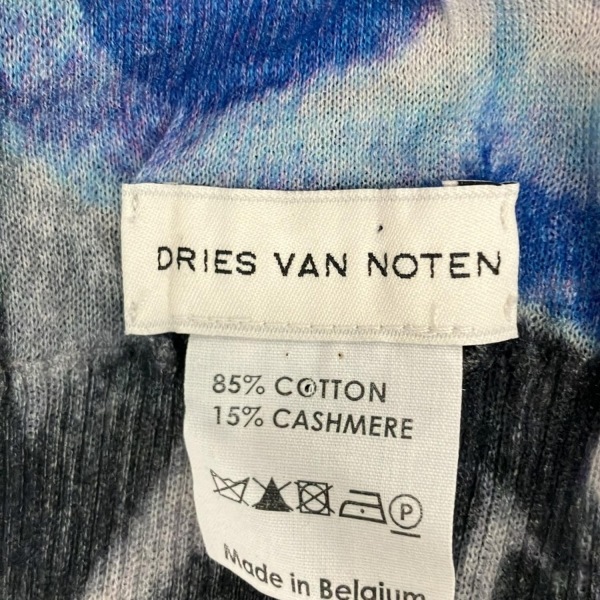 DRIES VAN NOTEN
85% COTTON
15% CASHMERE
P
Made in Belgium